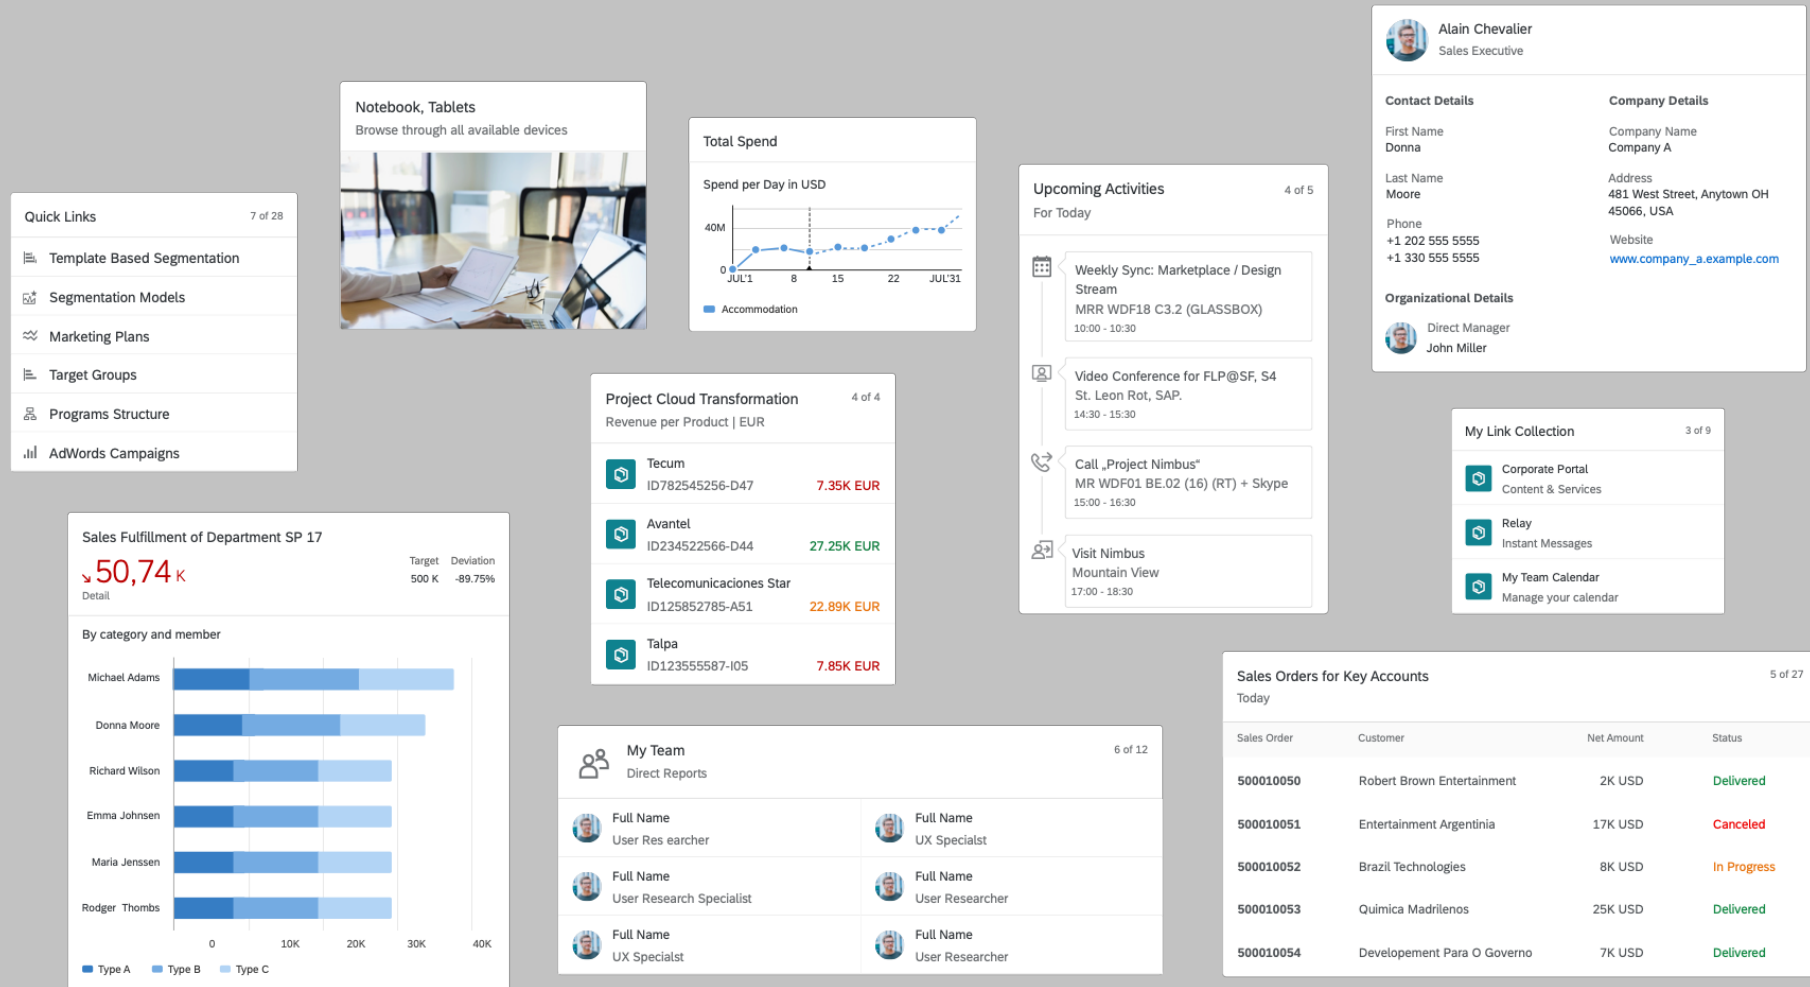 Alain Chevalier
Sales Executive
Contact Details
First Name
Donna
Last Name
Moore
Phone
+1 202 555 5555
+1 330 555 5555
Company Details
Company Name
Company A
Address
481 West Street, Anytown OH
45066, USA
Website
www.company_a.example.com
Organizational Details
Direct Manager
John Miller
Notebook, Tablets
Browse through all available devices
Total Spend
Spend per Day in USD
40M
0
JUL'1 8 15 22 JUL'31
Accommodation
Upcoming Activities 4 of 5
For Today
Weekly Sync: Marketplace / Design
Stream
MRR WDF18 C3.2 (GLASSBOX)
10:00 - 10:30
Video Conference for FLP@SF, S4
St. Leon Rot, SAP.
14:30 - 15:30
Call „Project Nimbus“
MR WDF01 BE.02 (16) (RT) + Skype
15:00 - 16:30
Visit Nimbus
Mountain View
17:00 - 18:30
Quick Links 7 of 28
Template Based Segmentation
Segmentation Models
Marketing Plans
Target Groups
Programs Structure
AdWords Campaigns
Project Cloud Transformation 4 of 4
Revenue per Product | EUR
Tecum
ID782545256-D47 7.35K EUR
Avantel
ID234522566-D44 27.25K EUR
Telecomunicaciones Star
ID125852785-A51 22.89K EUR
Talpa
ID123555587-I05 7.85K EUR
My Link Collection 3 of 9
Corporate Portal
Content & Services
Relay
Instant Messages
My Team Calendar
Manage your calendar
Sales Fulfillment of Department SP 17
50,74 K
Detail
Target Deviation
500 K -89.75%
By category and member
Michael Adams
Donna Moore
Richard Wilson
Emma Johnsen
Maria Jenssen
Rodger Thombs
0 10K 20K 30K 40K
Type A Type B Type C
My Team 6 of 12
Direct Reports
Full Name
User Res earcher
Full Name
UX Specialst
Full Name
User Research Specialist
Full Name
User Researcher
Full Name
UX Specialst
Full Name
User Researcher
Sales Orders for Key Accounts 5 of 27
Today
Sales Order Customer Net Amount Status
500010050 Robert Brown Entertainment 2K USD Delivered
500010051 Entertainment Argentinia 17K USD Canceled
500010052 Brazil Technologies 8K USD In Progress
500010053 Quimica Madrilenos 25K USD Delivered
500010054 Developement Para O Governo 7K USD Delivered